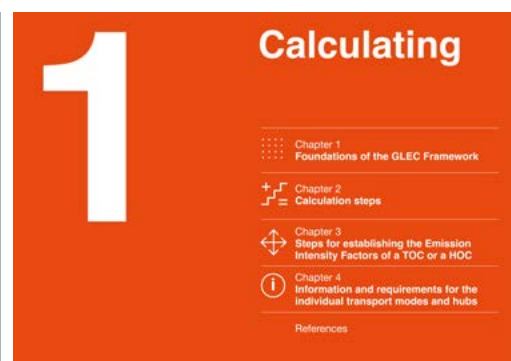 1
Calculating
Chapter 1
Foundations of the GLEC Framework
Chapter 2
Calculation steps
Chapter 3
Steps for establishing the Emission
Intensity Factors of a TOC or a HOC
Chapter 4
Information and requirements for the
individual transport modes and hubs
References